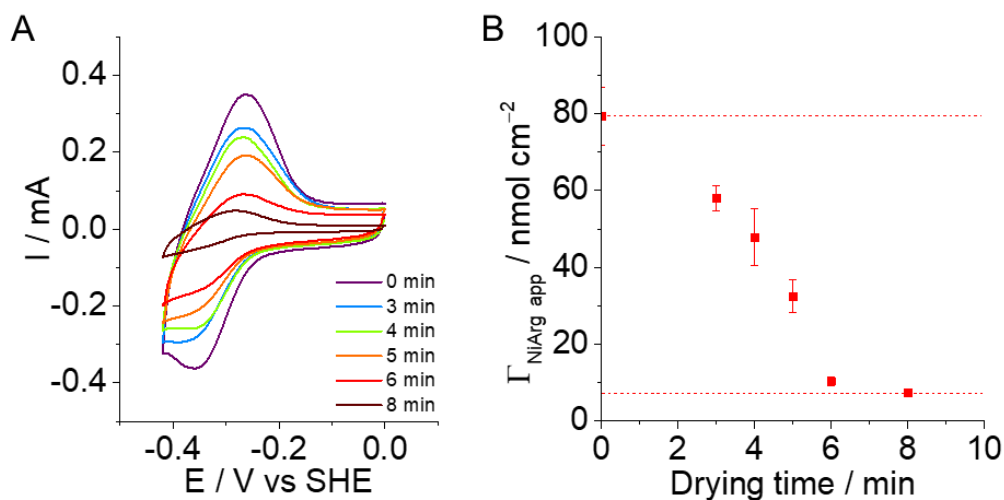 A
I / mA
0.4
0.2
0.0
-0.2
-0.4
-0.4
-0.2
0.0
E / V vs SHE
0 min
3 min
4 min
5 min
6 min
8 min
B
Γ NiArg app / nmol cm⁻²
100
80
60
40
20
0
0
2
4
6
8
10
Drying time / min